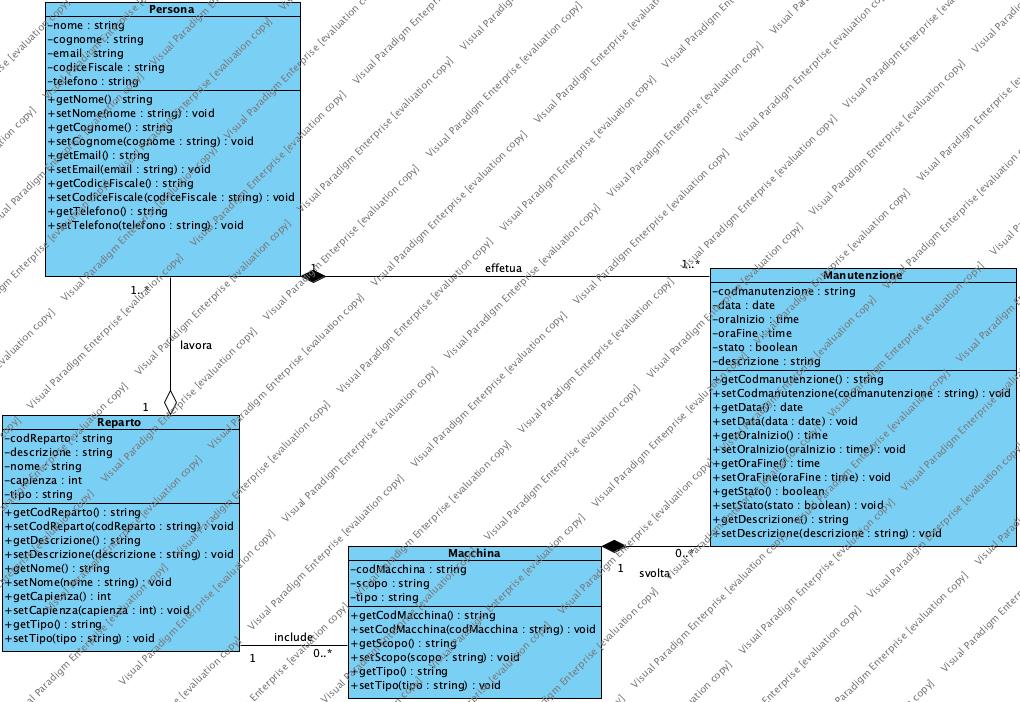 Persona
-nome : string
-cognome : string
-email : string
-codiceFiscale : string
-telefono : string
+getNome() : string
+setNome(nome : string) : void
+getCognome() : string
+setCognome(cognome : string) : void
+getEmail() : string
+setEmail(email : string) : void
+getCodiceFiscale() : string
+setCodiceFiscale(codiceFiscale : string) : void
+getTelefono() : string
+setTelefono(telefono : string) : void
1
effetua
1..*
Manutenzione
-codmanutenzione : string
-data : date
-oraInizio : time
-oraFine : time
-stato : boolean
-descrizione : string
+getCodmanutenzione() : string
+setCodmanutenzione(codmanutenzione : string) : void
+getData() : date
+setData(data : date) : void
+getOraInizio() : time
+setOraInizio(oraInizio : time) : void
+getOraFine() : time
+setOraFine(oraFine : time) : void
+getStato() : boolean
+setStato(stato : boolean) : void
+getDescrizione() : string
+setDescrizione(descrizione : string) : void
1..*
lavora
1
Reparto
-codReparto : string
-descrizione : string
-nome : string
-capienza : int
-tipo : string
+getCodReparto() : string
+setCodReparto(codReparto : string) : void
+getDescrizione() : string
+setDescrizione(descrizione : string) : void
+getNome() : string
+setNome(nome : string) : void
+getCapienza() : int
+setCapienza(capienza : int) : void
+getTipo() : string
+setTipo(tipo : string) : void
include
1
0..*
Macchina
-codMacchina : string
-scopo : string
-tipo : string
+getCodMacchina() : string
+setCodMacchina(codMacchina : string) : void
+getScopo() : string
+setScopo(scopo : string) : void
+getTipo() : string
+setTipo(tipo : string) : void
1
svolta
0..*
Visual Paradigm Enterprise [evaluation copy]